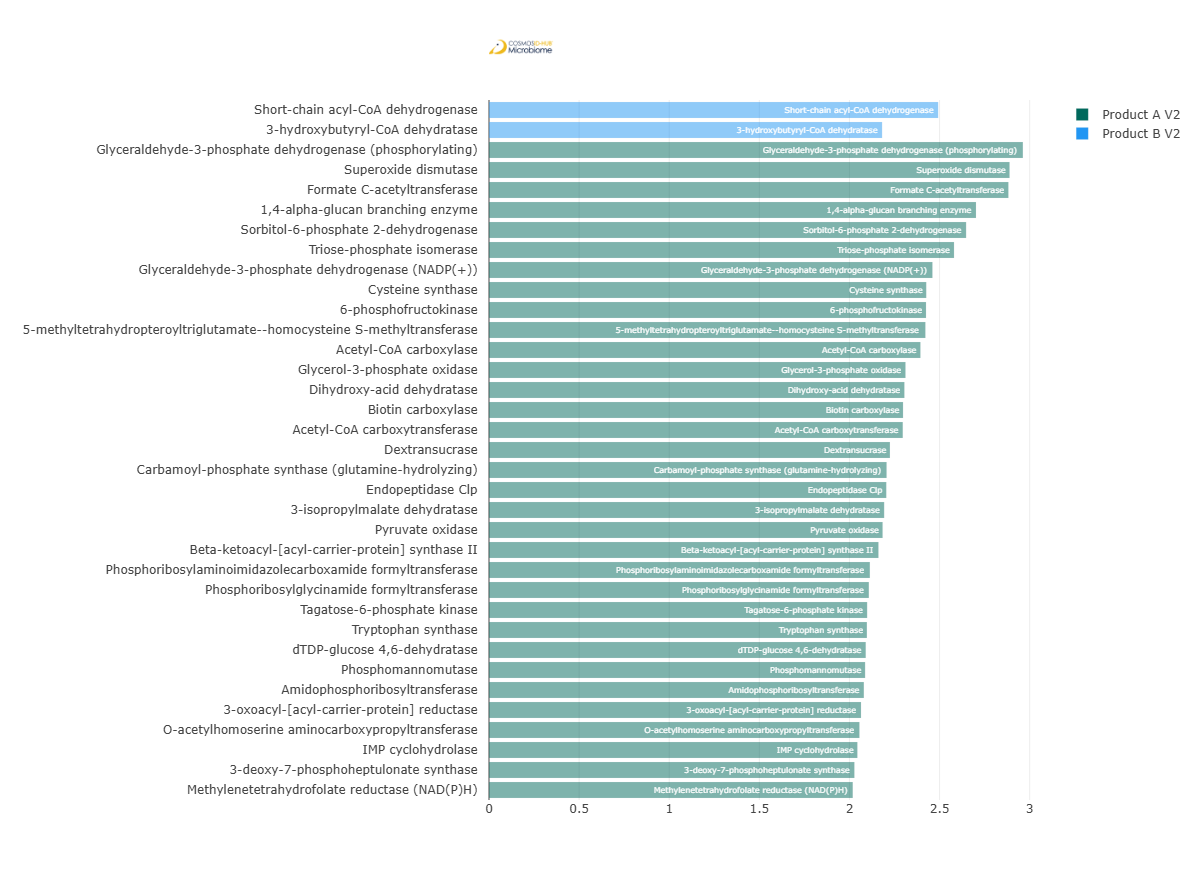 COSMOSID-HUB
Microbiome
Short-chain acyl-CoA dehydrogenase
Short-chain acyl-CoA dehydrogenase
3-hydroxybutyryl-CoA dehydratase
3-hydroxybutyryl-CoA dehydratase
Glyceraldehyde-3-phosphate dehydrogenase (phosphorylating)
Glyceraldehyde-3-phosphate dehydrogenase (phosphorylating)
Superoxide dismutase
Superoxide dismutase
Formate C-acetyltransferase
Formate C-acetyltransferase
1,4-alpha-glucan branching enzyme
1,4-alpha-glucan branching enzyme
Sorbitol-6-phosphate 2-dehydrogenase
Sorbitol-6-phosphate 2-dehydrogenase
Triose-phosphate isomerase
Triose-phosphate isomerase
Glyceraldehyde-3-phosphate dehydrogenase (NADP(+))
Glyceraldehyde-3-phosphate dehydrogenase (NADP(+))
Cysteine synthase
Cysteine synthase
6-phosphofructokinase
6-phosphofructokinase
5-methyltetrahydropteroyltriglutamate--homocysteine S-methyltransferase
5-methyltetrahydropteroyltriglutamate--homocysteine S-methyltransferase
Acetyl-CoA carboxylase
Acetyl-CoA carboxylase
Glycerol-3-phosphate oxidase
Glycerol-3-phosphate oxidase
Dihydroxy-acid dehydratase
Dihydroxy-acid dehydratase
Biotin carboxylase
Biotin carboxylase
Acetyl-CoA carboxytransferase
Acetyl-CoA carboxytransferase
Dextransucrase
Dextransucrase
Carbamoyl-phosphate synthase (glutamine-hydrolyzing)
Carbamoyl-phosphate synthase (glutamine-hydrolyzing)
Endopeptidase Clp
Endopeptidase Clp
3-isopropylmalate dehydratase
3-isopropylmalate dehydratase
Pyruvate oxidase
Pyruvate oxidase
Beta-ketoacyl-[acyl-carrier-protein] synthase II
Beta-ketoacyl-[acyl-carrier-protein] synthase II
Phosphoribosylaminoimidazolecarboxamide formyltransferase
Phosphoribosylaminoimidazolecarboxamide formyltransferase
Phosphoribosylglycinamide formyltransferase
Phosphoribosylglycinamide formyltransferase
Tagatose-6-phosphate kinase
Tagatose-6-phosphate kinase
Tryptophan synthase
Tryptophan synthase
dTDP-glucose 4,6-dehydratase
dTDP-glucose 4,6-dehydratase
Phosphomannomutase
Phosphomannomutase
Amidophosphoribosyltransferase
Amidophosphoribosyltransferase
3-oxoacyl-[acyl-carrier-protein] reductase
3-oxoacyl-[acyl-carrier-protein] reductase
O-acetylhomoserine aminocarboxypropyltransferase
O-acetylhomoserine aminocarboxypropyltransferase
IMP cyclohydrolase
IMP cyclohydrolase
3-deoxy-7-phosphoheptulonate synthase
3-deoxy-7-phosphoheptulonate synthase
Methylenetetrahydrofolate reductase (NAD(P)H)
Methylenetetrahydrofolate reductase (NAD(P)H)
0 0.5 1 1.5 2 2.5 3
Product A V2
Product B V2